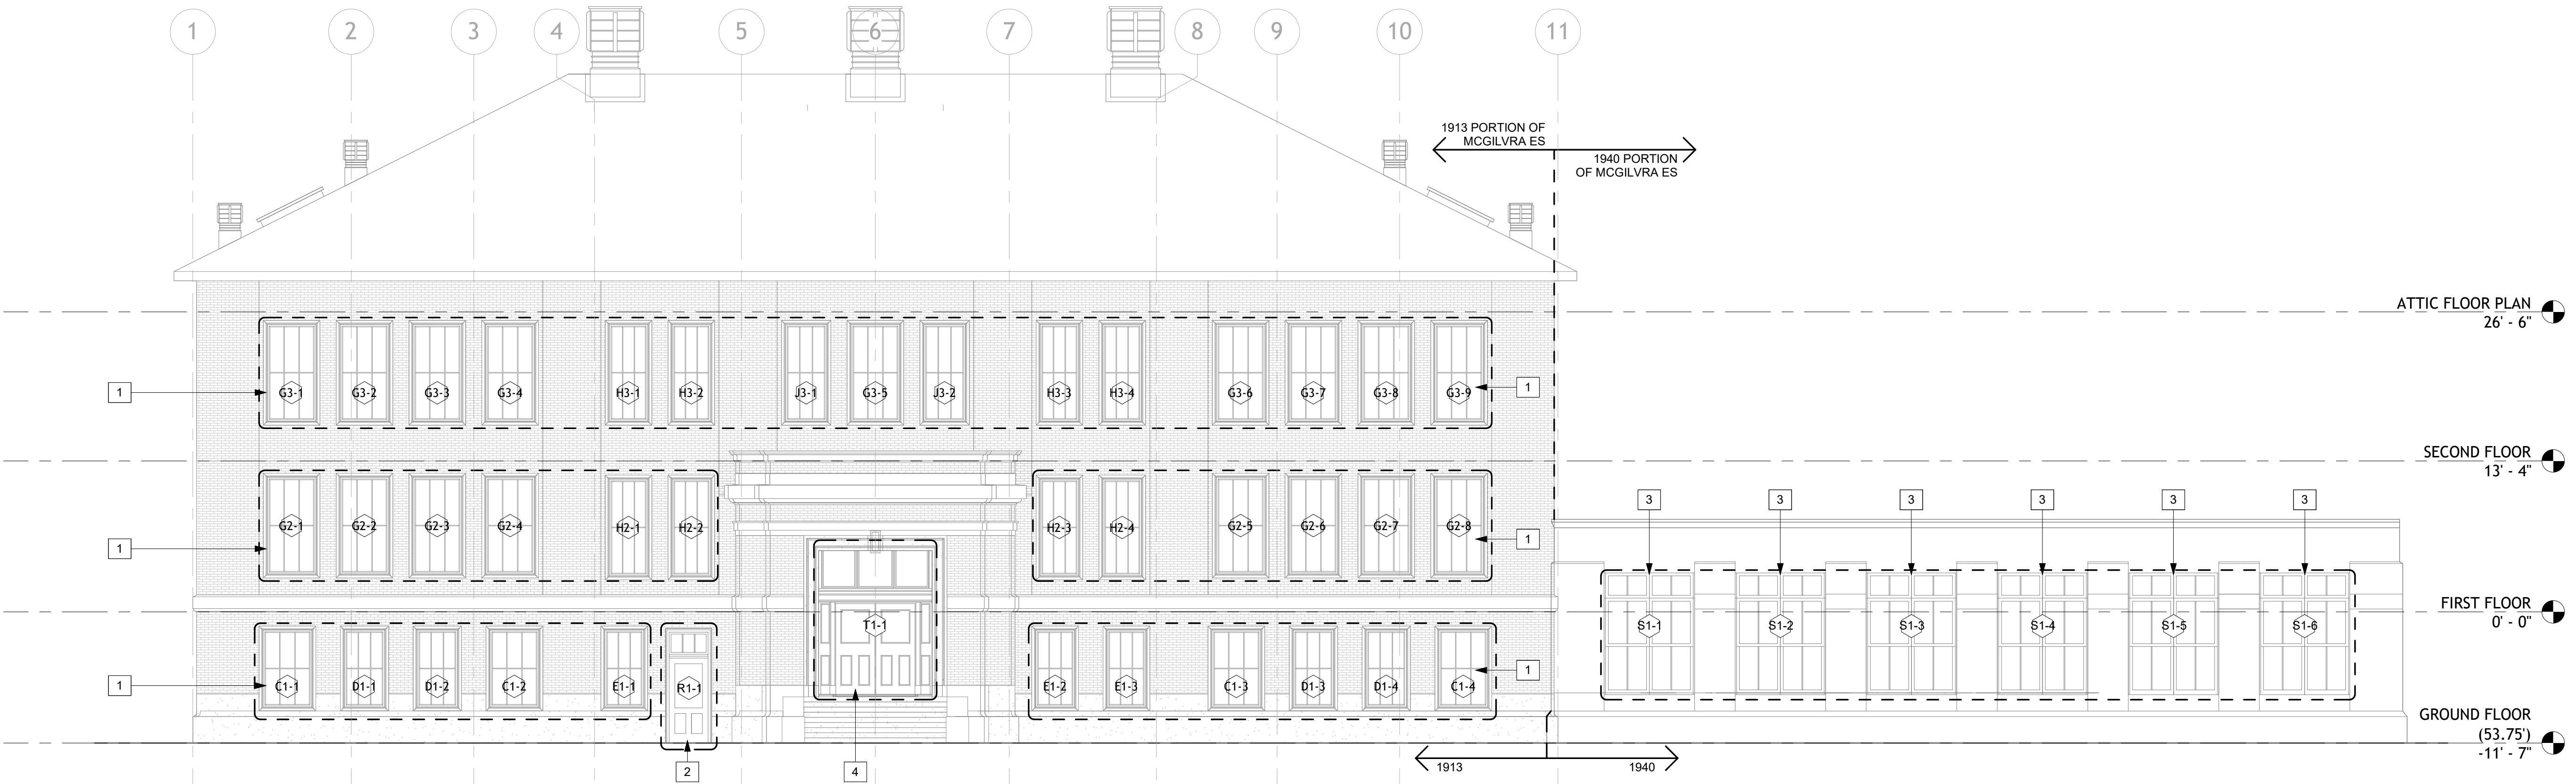 1 2 3 4 5 6 7 8 9 10 11
1913 PORTION OF
MCGILVRA ES
1940 PORTION
OF MCGILVRA ES
ATTIC FLOOR PLAN
26' - 6"
1 G3-1 G3-2 G3-3 G3-4 H3-1 H3-2 J3-1 G3-5 J3-2 H3-3 H3-4 G3-6 G3-7 G3-8 G3-9 1
SECOND FLOOR
13' - 4"
3 3 3 3 3 3
G2-1 G2-2 G2-3 G2-4 H2-1 H2-2 H2-3 H2-4 G2-5 G2-6 G2-7 G2-8
1 1
FIRST FLOOR
0' - 0"
T1-1 S1-1 S1-2 S1-3 S1-4 S1-5 S1-6
1 C1-1 D1-1 D1-2 C1-2 E1-1 R1-1 E1-2 E1-3 C1-3 D1-3 D1-4 C1-4 1
GROUND FLOOR
(53.75')
-11' - 7"
2 4
1913 1940